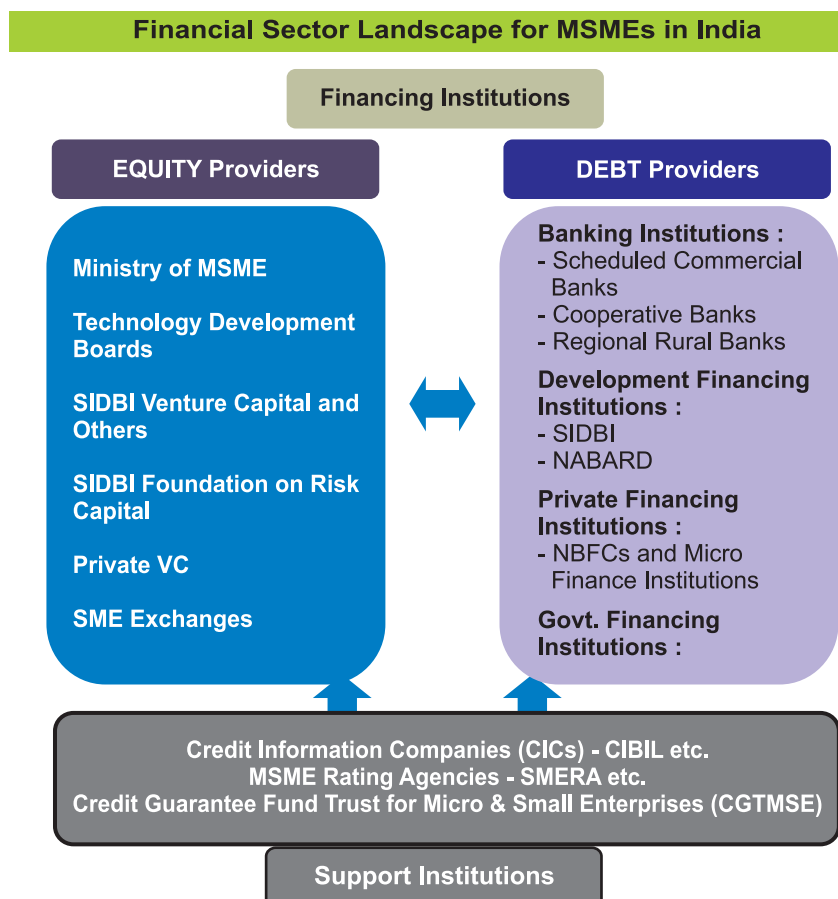 Financial Sector Landscape for MSMEs in India
Financing Institutions
EQUITY Providers
Ministry of MSME
Technology Development
Boards
SIDBI Venture Capital and
Others
SIDBI Foundation on Risk
Capital
Private VC
SME Exchanges
DEBT Providers
Banking Institutions :
- Scheduled Commercial
Banks
- Cooperative Banks
- Regional Rural Banks
Development Financing
Institutions :
- SIDBI
- NABARD
Private Financing
Institutions :
- NBFCs and Micro
Finance Institutions
Govt. Financing
Institutions :
Credit Information Companies (CICs) - CIBIL etc.
MSME Rating Agencies - SMERA etc.
Credit Guarantee Fund Trust for Micro & Small Enterprises (CGTMSE)
Support Institutions